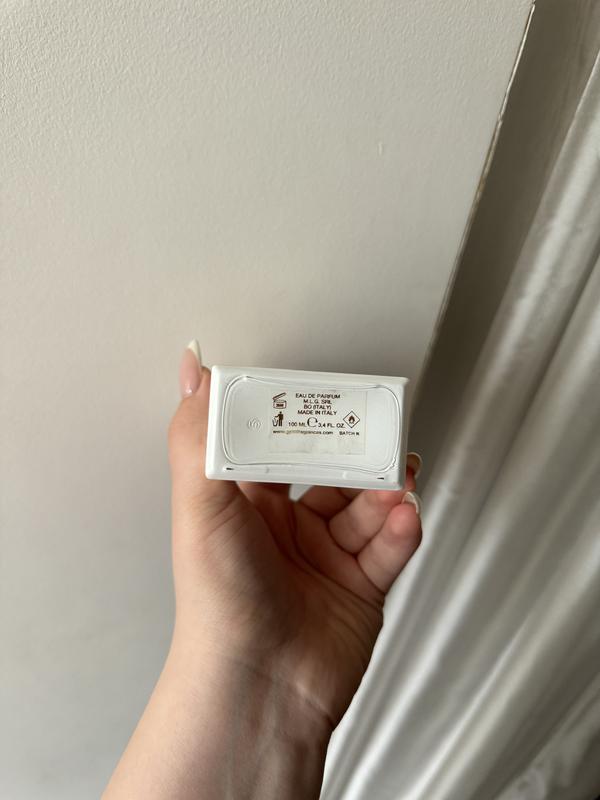 EAU DE PARFUM
M.L.G. SRL
BO (ITALY)
MADE IN ITALY
100 ML ℮ 3,4 FL. OZ.
BATCH N.